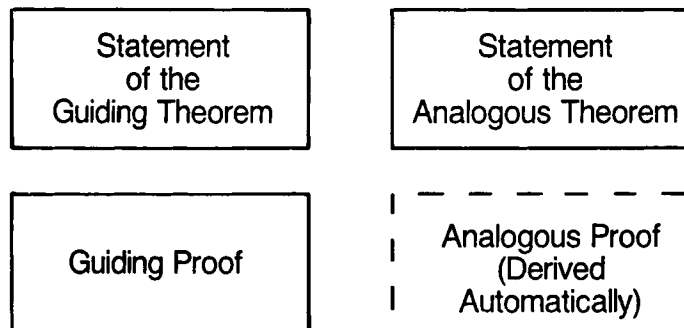 Statement
of the
Guiding Theorem
Statement
of the
Analogous Theorem
Guiding Proof
Analogous Proof
(Derived
Automatically)